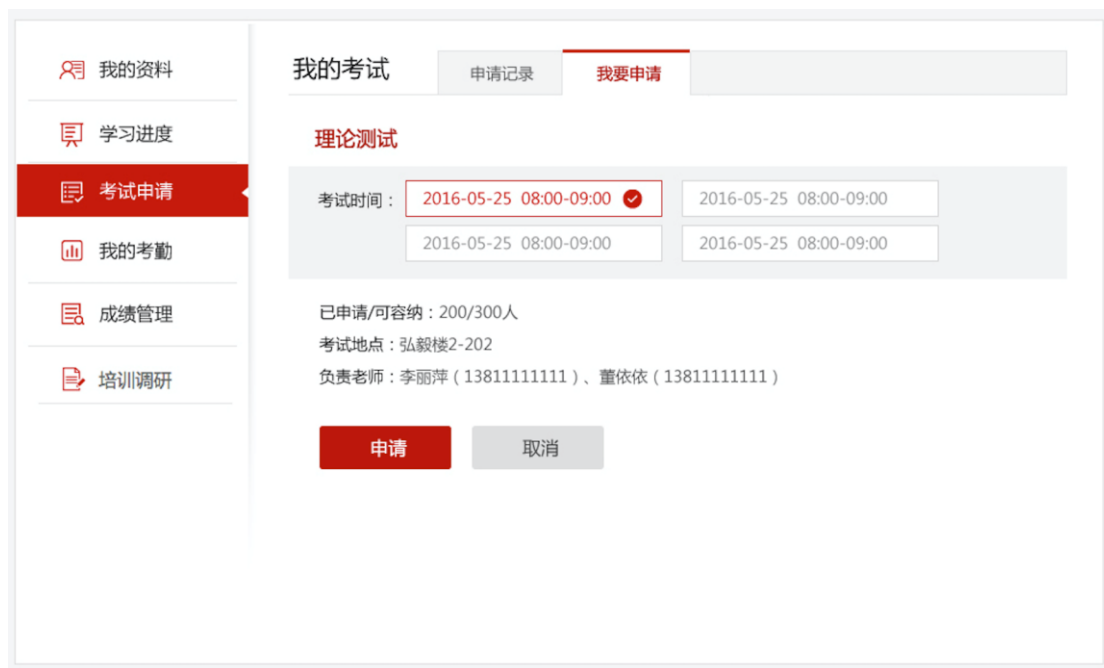 我的资料
学习进度
考试申请
我的考勤
成绩管理
培训调研
我的考试
申请记录
我要申请
理论测试
考试时间： 2016-05-25 08:00-09:00 2016-05-25 08:00-09:00
2016-05-25 08:00-09:00 2016-05-25 08:00-09:00
已申请/可容纳：200/300人
考试地点：弘毅楼2-202
负责老师：李丽萍（13811111111）、董依依（13811111111）
申请 取消